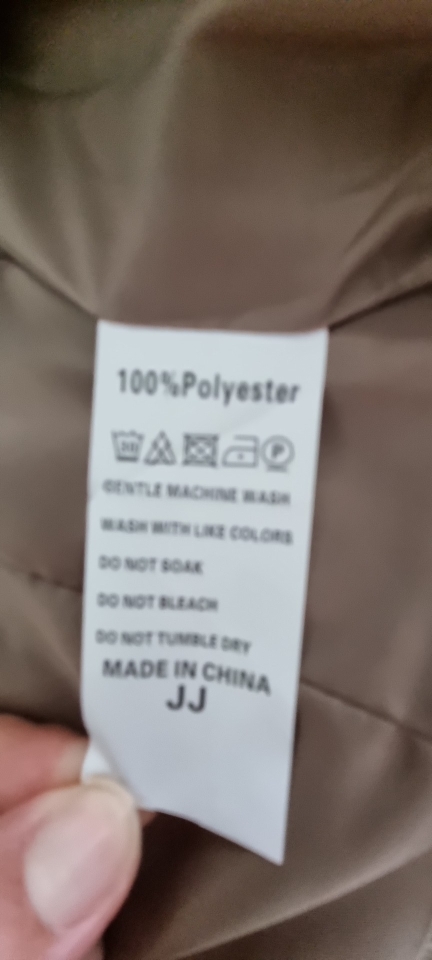 100%Polyester
30 P
GENTLE MACHINE WASH
WASH WITH LIKE COLORS
DO NOT SOAK
DO NOT BLEACH
DO NOT TUMBLE DRY
MADE IN CHINA
JJ